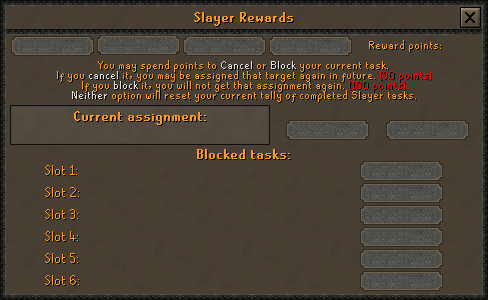 Slayer Rewards
Reward points:
You may spend points to Cancel or Block your current task.
If you cancel it, you may be assigned that target again in future. (30 points)
If you block it, you will not get that assignment again. (100 points)
Neither option will reset your current tally of completed Slayer tasks.
Current assignment:
Blocked tasks:
Slot 1:
Slot 2:
Slot 3:
Slot 4:
Slot 5:
Slot 6: